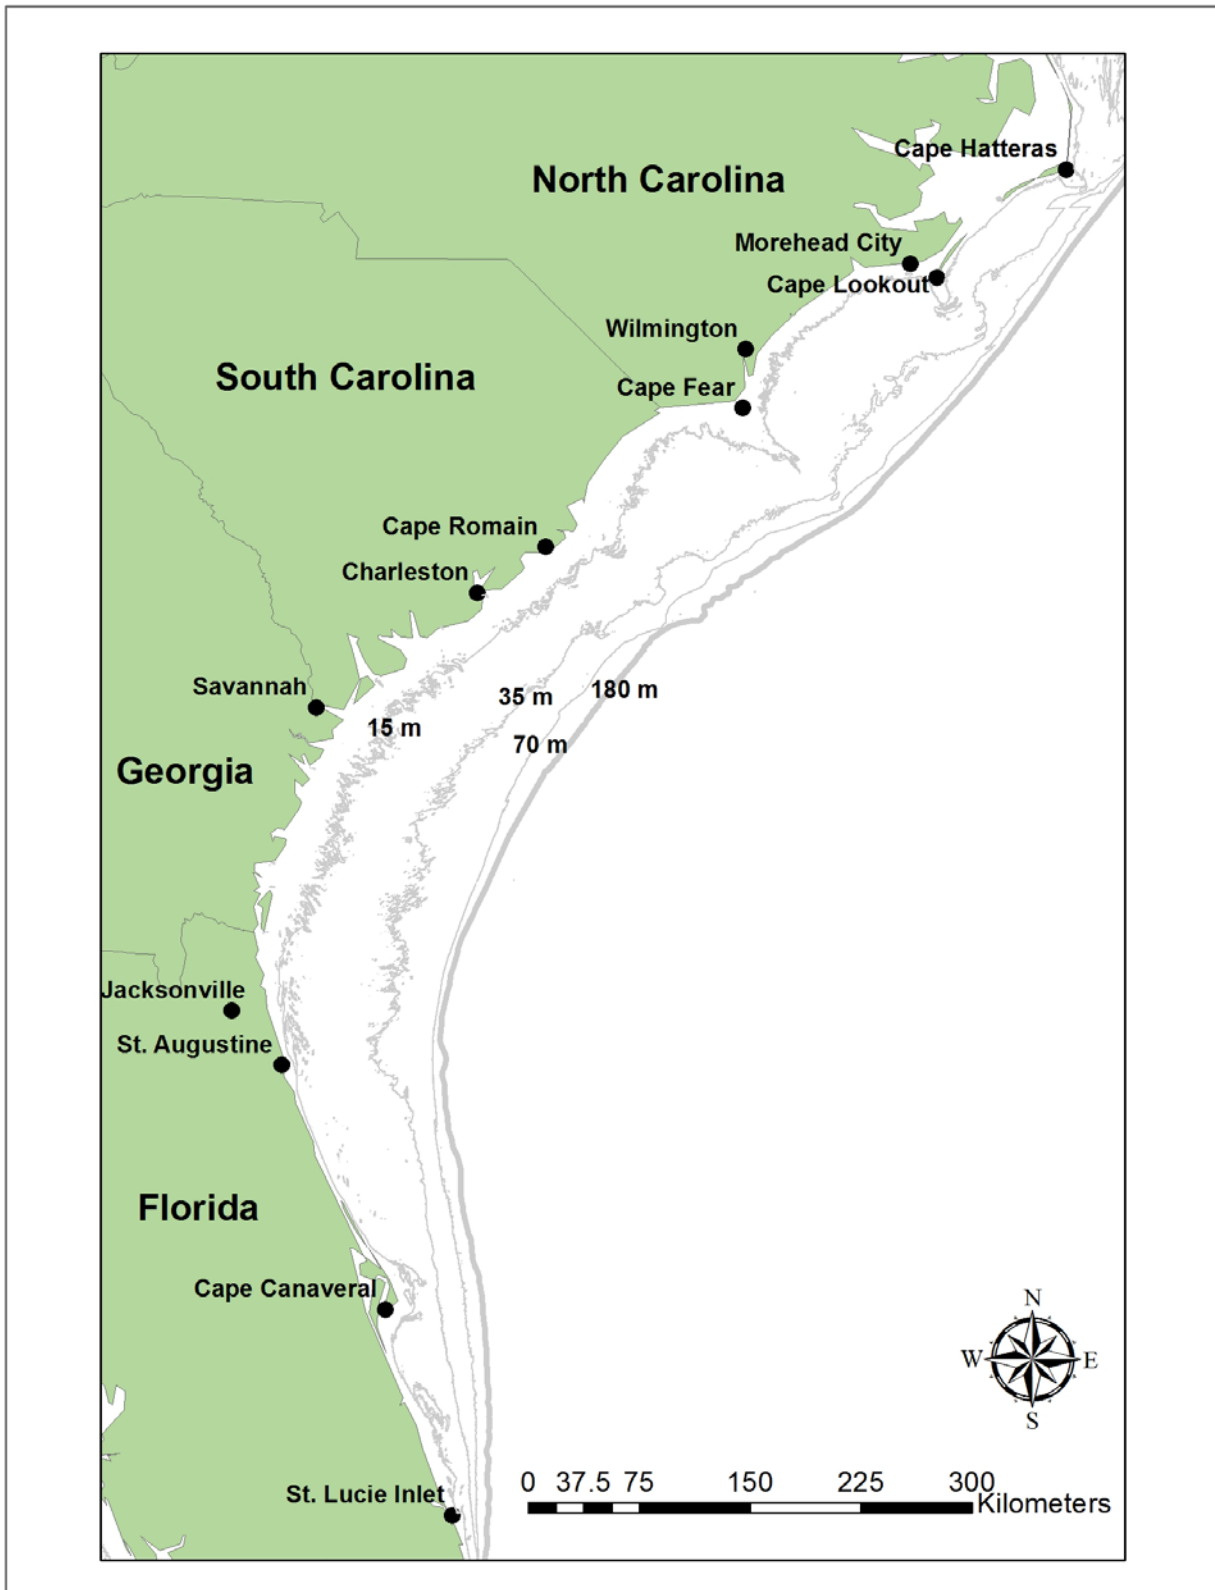 Cape Hatteras
North Carolina
Morehead City
Cape Lookout
Wilmington
South Carolina
Cape Fear
Cape Romain
Charleston
Savannah
35 m
180 m
15 m
70 m
Georgia
Jacksonville
St. Augustine
Florida
Cape Canaveral
N
W
E
S
St. Lucie Inlet
0 37.5 75 150 225 300
Kilometers